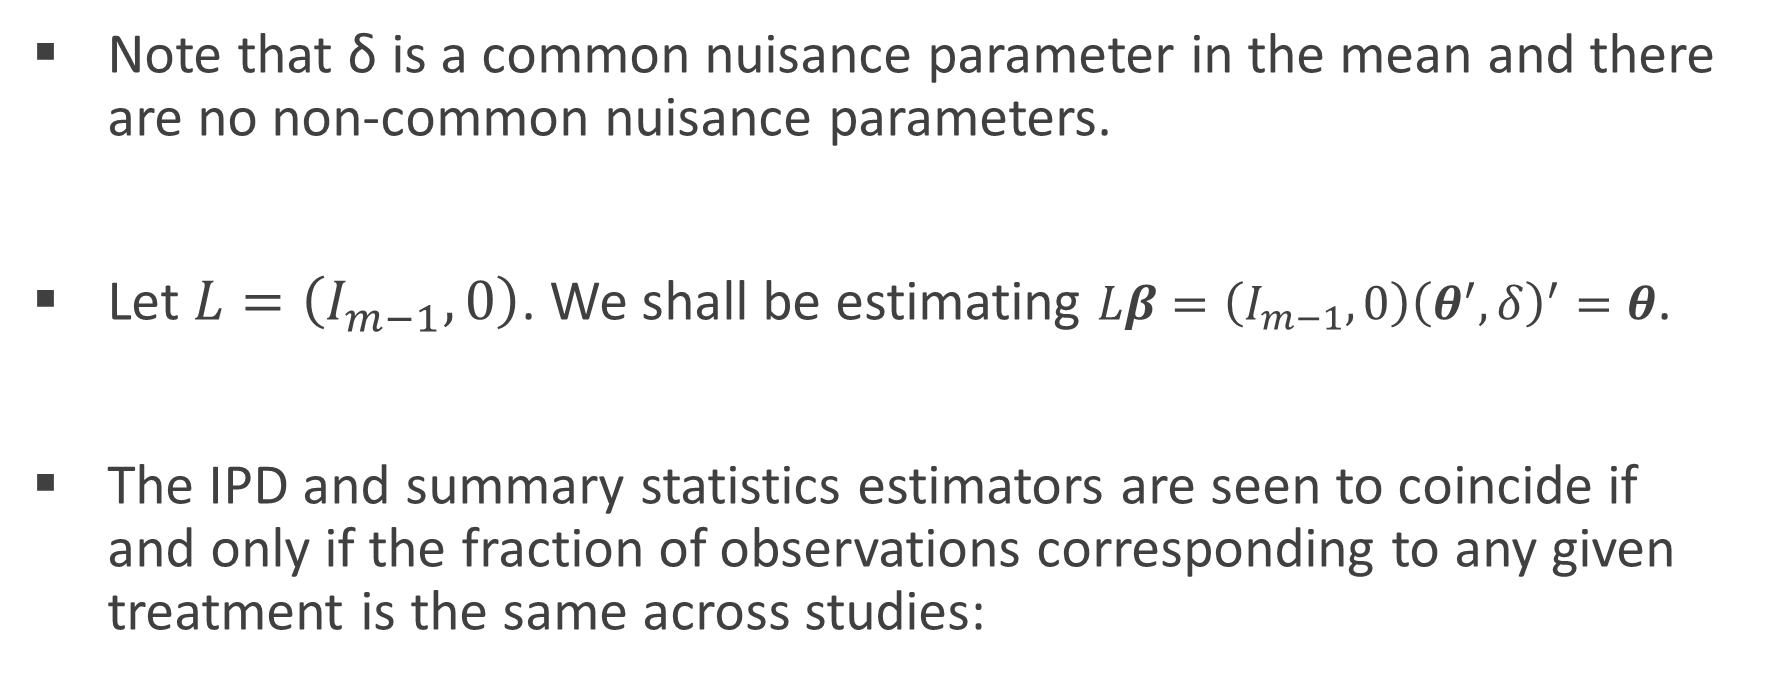 ▪ Note that δ is a common nuisance parameter in the mean and there
are no non-common nuisance parameters.
▪ Let 𝐿 = (𝐼ₘ₋₁, 0). We shall be estimating 𝐿𝜷 = (𝐼ₘ₋₁, 0)(𝜽′, 𝛿)′ = 𝜽.
▪ The IPD and summary statistics estimators are seen to coincide if
and only if the fraction of observations corresponding to any given
treatment is the same across studies: